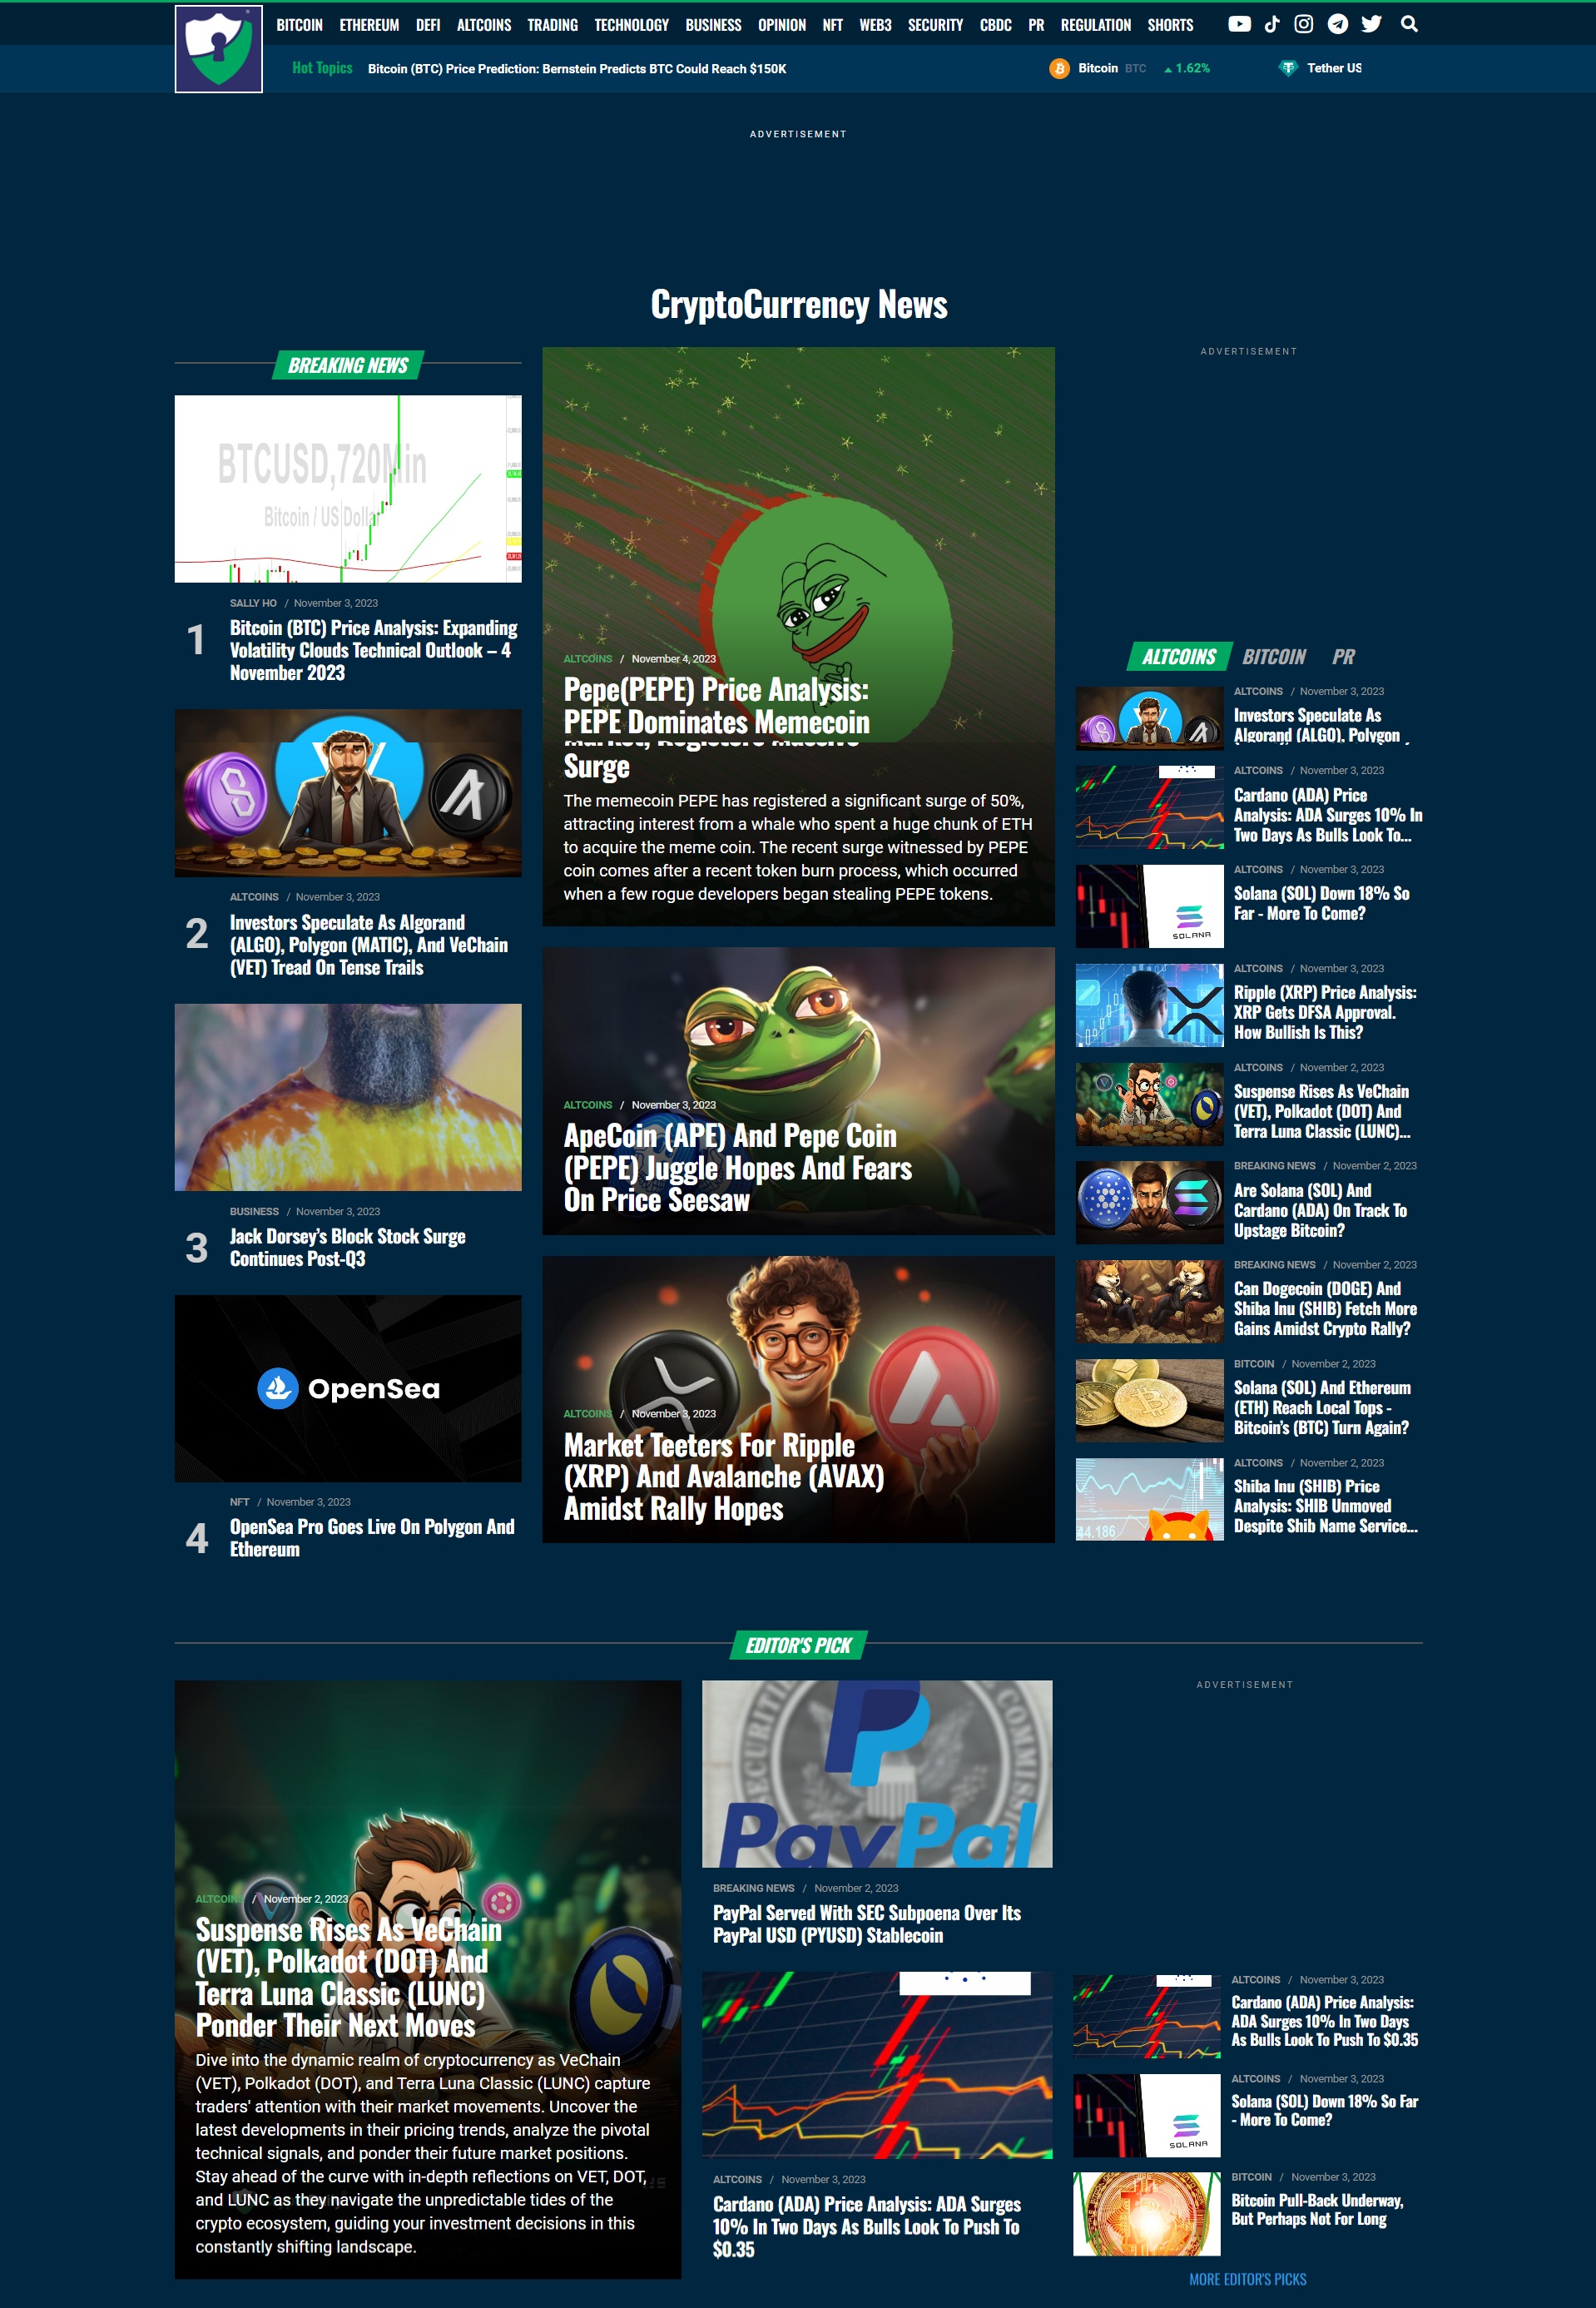 BITCOIN ETHEREUM DEFI ALTCOINS TRADING TECHNOLOGY BUSINESS OPINION NFT WEB3 SECURITY CBDC PR REGULATION SHORTS
Hot Topics Bitcoin (BTC) Price Prediction: Bernstein Predicts BTC Could Reach $150K
Bitcoin BTC 1.62% Tether US
ADVERTISEMENT
CryptoCurrency News
BREAKING NEWS
BTCUSD,720Min
Bitcoin / US Dollar
SALLY HO / November 3, 2023
1
Bitcoin (BTC) Price Analysis: Expanding
Volatility Clouds Technical Outlook – 4
November 2023
ALTCOINS / November 3, 2023
2
Investors Speculate As Algorand
(ALGO), Polygon (MATIC), And VeChain
(VET) Tread On Tense Trails
BUSINESS / November 3, 2023
3
Jack Dorsey's Block Stock Surge
Continues Post-Q3
OpenSea
NFT / November 3, 2023
4
OpenSea Pro Goes Live On Polygon And
Ethereum
ALTCOINS / November 4, 2023
Pepe(PEPE) Price Analysis:
PEPE Dominates Memecoin
Market, Registers Massive
Surge
The memecoin PEPE has registered a significant surge of 50%,
attracting interest from a whale who spent a huge chunk of ETH
to acquire the meme coin. The recent surge witnessed by PEPE
coin comes after a recent token burn process, which occurred
when a few rogue developers began stealing PEPE tokens.
ALTCOINS / November 3, 2023
ApeCoin (APE) And Pepe Coin
(PEPE) Juggle Hopes And Fears
On Price Seesaw
ALTCOINS / November 3, 2023
Market Teeters For Ripple
(XRP) And Avalanche (AVAX)
Amidst Rally Hopes
ADVERTISEMENT
ALTCOINS BITCOIN PR
ALTCOINS / November 3, 2023
Investors Speculate As
Algorand (ALGO), Polygon
ALTCOINS / November 3, 2023
Cardano (ADA) Price
Analysis: ADA Surges 10% In
Two Days As Bulls Look To...
SOLANA
ALTCOINS / November 3, 2023
Solana (SOL) Down 18% So
Far - More To Come?
ALTCOINS / November 3, 2023
Ripple (XRP) Price Analysis:
XRP Gets DFSA Approval.
How Bullish Is This?
ALTCOINS / November 2, 2023
Suspense Rises As VeChain
(VET), Polkadot (DOT) And
Terra Luna Classic (LUNC)...
BREAKING NEWS / November 2, 2023
Are Solana (SOL) And
Cardano (ADA) On Track To
Upstage Bitcoin?
BREAKING NEWS / November 2, 2023
Can Dogecoin (DOGE) And
Shiba Inu (SHIB) Fetch More
Gains Amidst Crypto Rally?
BITCOIN / November 2, 2023
Solana (SOL) And Ethereum
(ETH) Reach Local Tops -
Bitcoin's (BTC) Turn Again?
44.186
ALTCOINS / November 2, 2023
Shiba Inu (SHIB) Price
Analysis: SHIB Unmoved
Despite Shib Name Service...
EDITOR'S PICK
ALTCOINS / November 2, 2023
Suspense Rises As VeChain
(VET), Polkadot (DOT) And
Terra Luna Classic (LUNC)
Ponder Their Next Moves
Dive into the dynamic realm of cryptocurrency as VeChain
(VET), Polkadot (DOT), and Terra Luna Classic (LUNC) capture
traders' attention with their market movements. Uncover the
latest developments in their pricing trends, analyze the pivotal
technical signals, and ponder their future market positions.
Stay ahead of the curve with in-depth reflections on VET, DOT,
and LUNC as they navigate the unpredictable tides of the
crypto ecosystem, guiding your investment decisions in this
constantly shifting landscape.
PayPal
BREAKING NEWS / November 2, 2023
PayPal Served With SEC Subpoena Over Its
PayPal USD (PYUSD) Stablecoin
ALTCOINS / November 3, 2023
Cardano (ADA) Price Analysis: ADA Surges
10% In Two Days As Bulls Look To Push To
$0.35
ADVERTISEMENT
ALTCOINS / November 3, 2023
Cardano (ADA) Price Analysis:
ADA Surges 10% In Two Days
As Bulls Look To Push To $0.35
SOLANA
ALTCOINS / November 3, 2023
Solana (SOL) Down 18% So Far
- More To Come?
BITCOIN / November 3, 2023
Bitcoin Pull-Back Underway,
But Perhaps Not For Long
MORE EDITOR'S PICKS